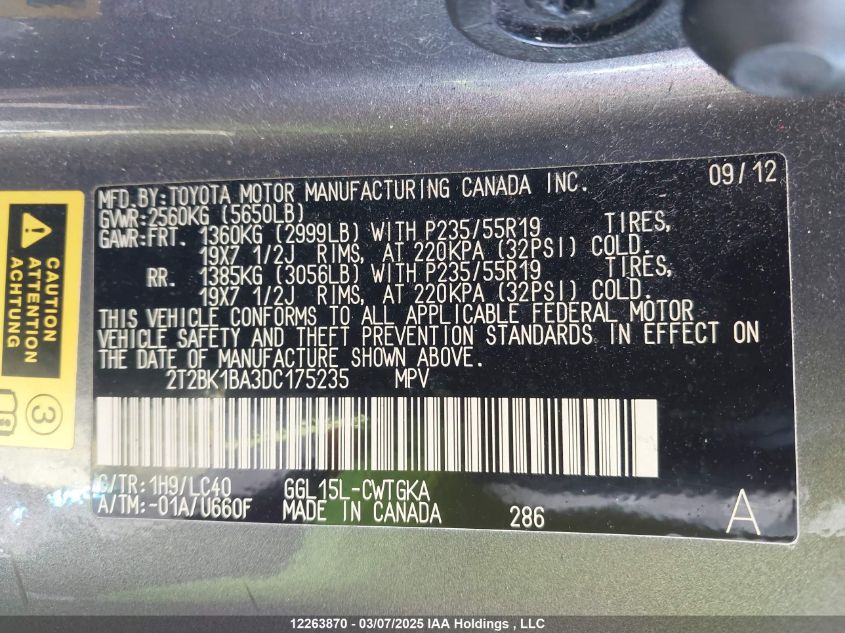 MFD.BY:TOYOTA MOTOR MANUFACTURING CANADA INC. 09/12
GVWR:2560KG (5650LB)
GAWR:FRT. 1360KG (2999LB) WITH P235/55R19 TIRES,
19X7 1/2J RIMS, AT 220KPA (32PSI) COLD.
RR. 1385KG (3056LB) WITH P235/55R19 TIRES,
19X7 1/2J RIMS, AT 220KPA (32PSI) COLD.
THIS VEHICLE CONFORMS TO ALL APPLICABLE FEDERAL MOTOR
VEHICLE SAFETY AND THEFT PREVENTION STANDARDS IN EFFECT ON
THE DATE OF MANUFACTURE SHOWN ABOVE.
2T2BK1BA3DC175235 MPV
C/TR:1H9/LC40 GGL15L-CWTGKA
A/TM:-01A/U660F MADE IN CANADA 286 A
CAUTION
ATTENTION
ACHTUNG
3
12263870 - 03/07/2025 IAA Holdings , LLC